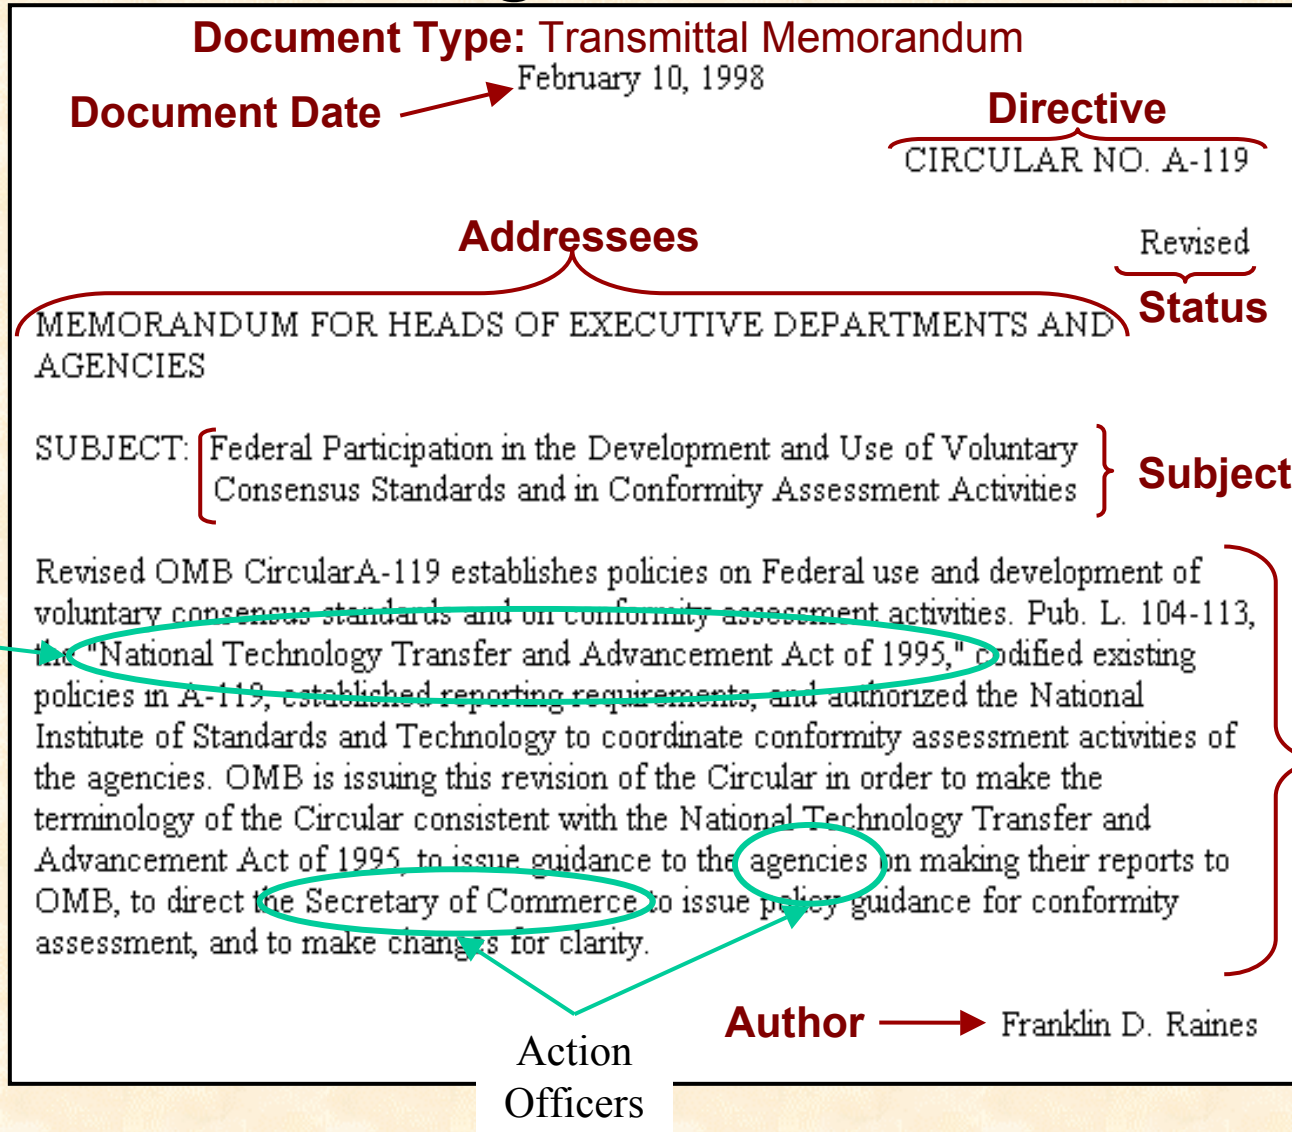 Document Type: Transmittal Memorandum
February 10, 1998
Document Date
Directive
CIRCULAR NO. A-119
Addressees
Revised
Status
MEMORANDUM FOR HEADS OF EXECUTIVE DEPARTMENTS AND
AGENCIES
SUBJECT: Federal Participation in the Development and Use of Voluntary
Consensus Standards and in Conformity Assessment Activities
Subject
Revised OMB CircularA-119 establishes policies on Federal use and development of
voluntary consensus standards and on conformity assessment activities. Pub. L. 104-113,
the "National Technology Transfer and Advancement Act of 1995," codified existing
policies in A-119, established reporting requirements, and authorized the National
Institute of Standards and Technology to coordinate conformity assessment activities of
the agencies. OMB is issuing this revision of the Circular in order to make the
terminology of the Circular consistent with the National Technology Transfer and
Advancement Act of 1995, to issue guidance to the agencies on making their reports to
OMB, to direct the Secretary of Commerce to issue policy guidance for conformity
assessment, and to make changes for clarity.
Author
Franklin D. Raines
Action
Officers